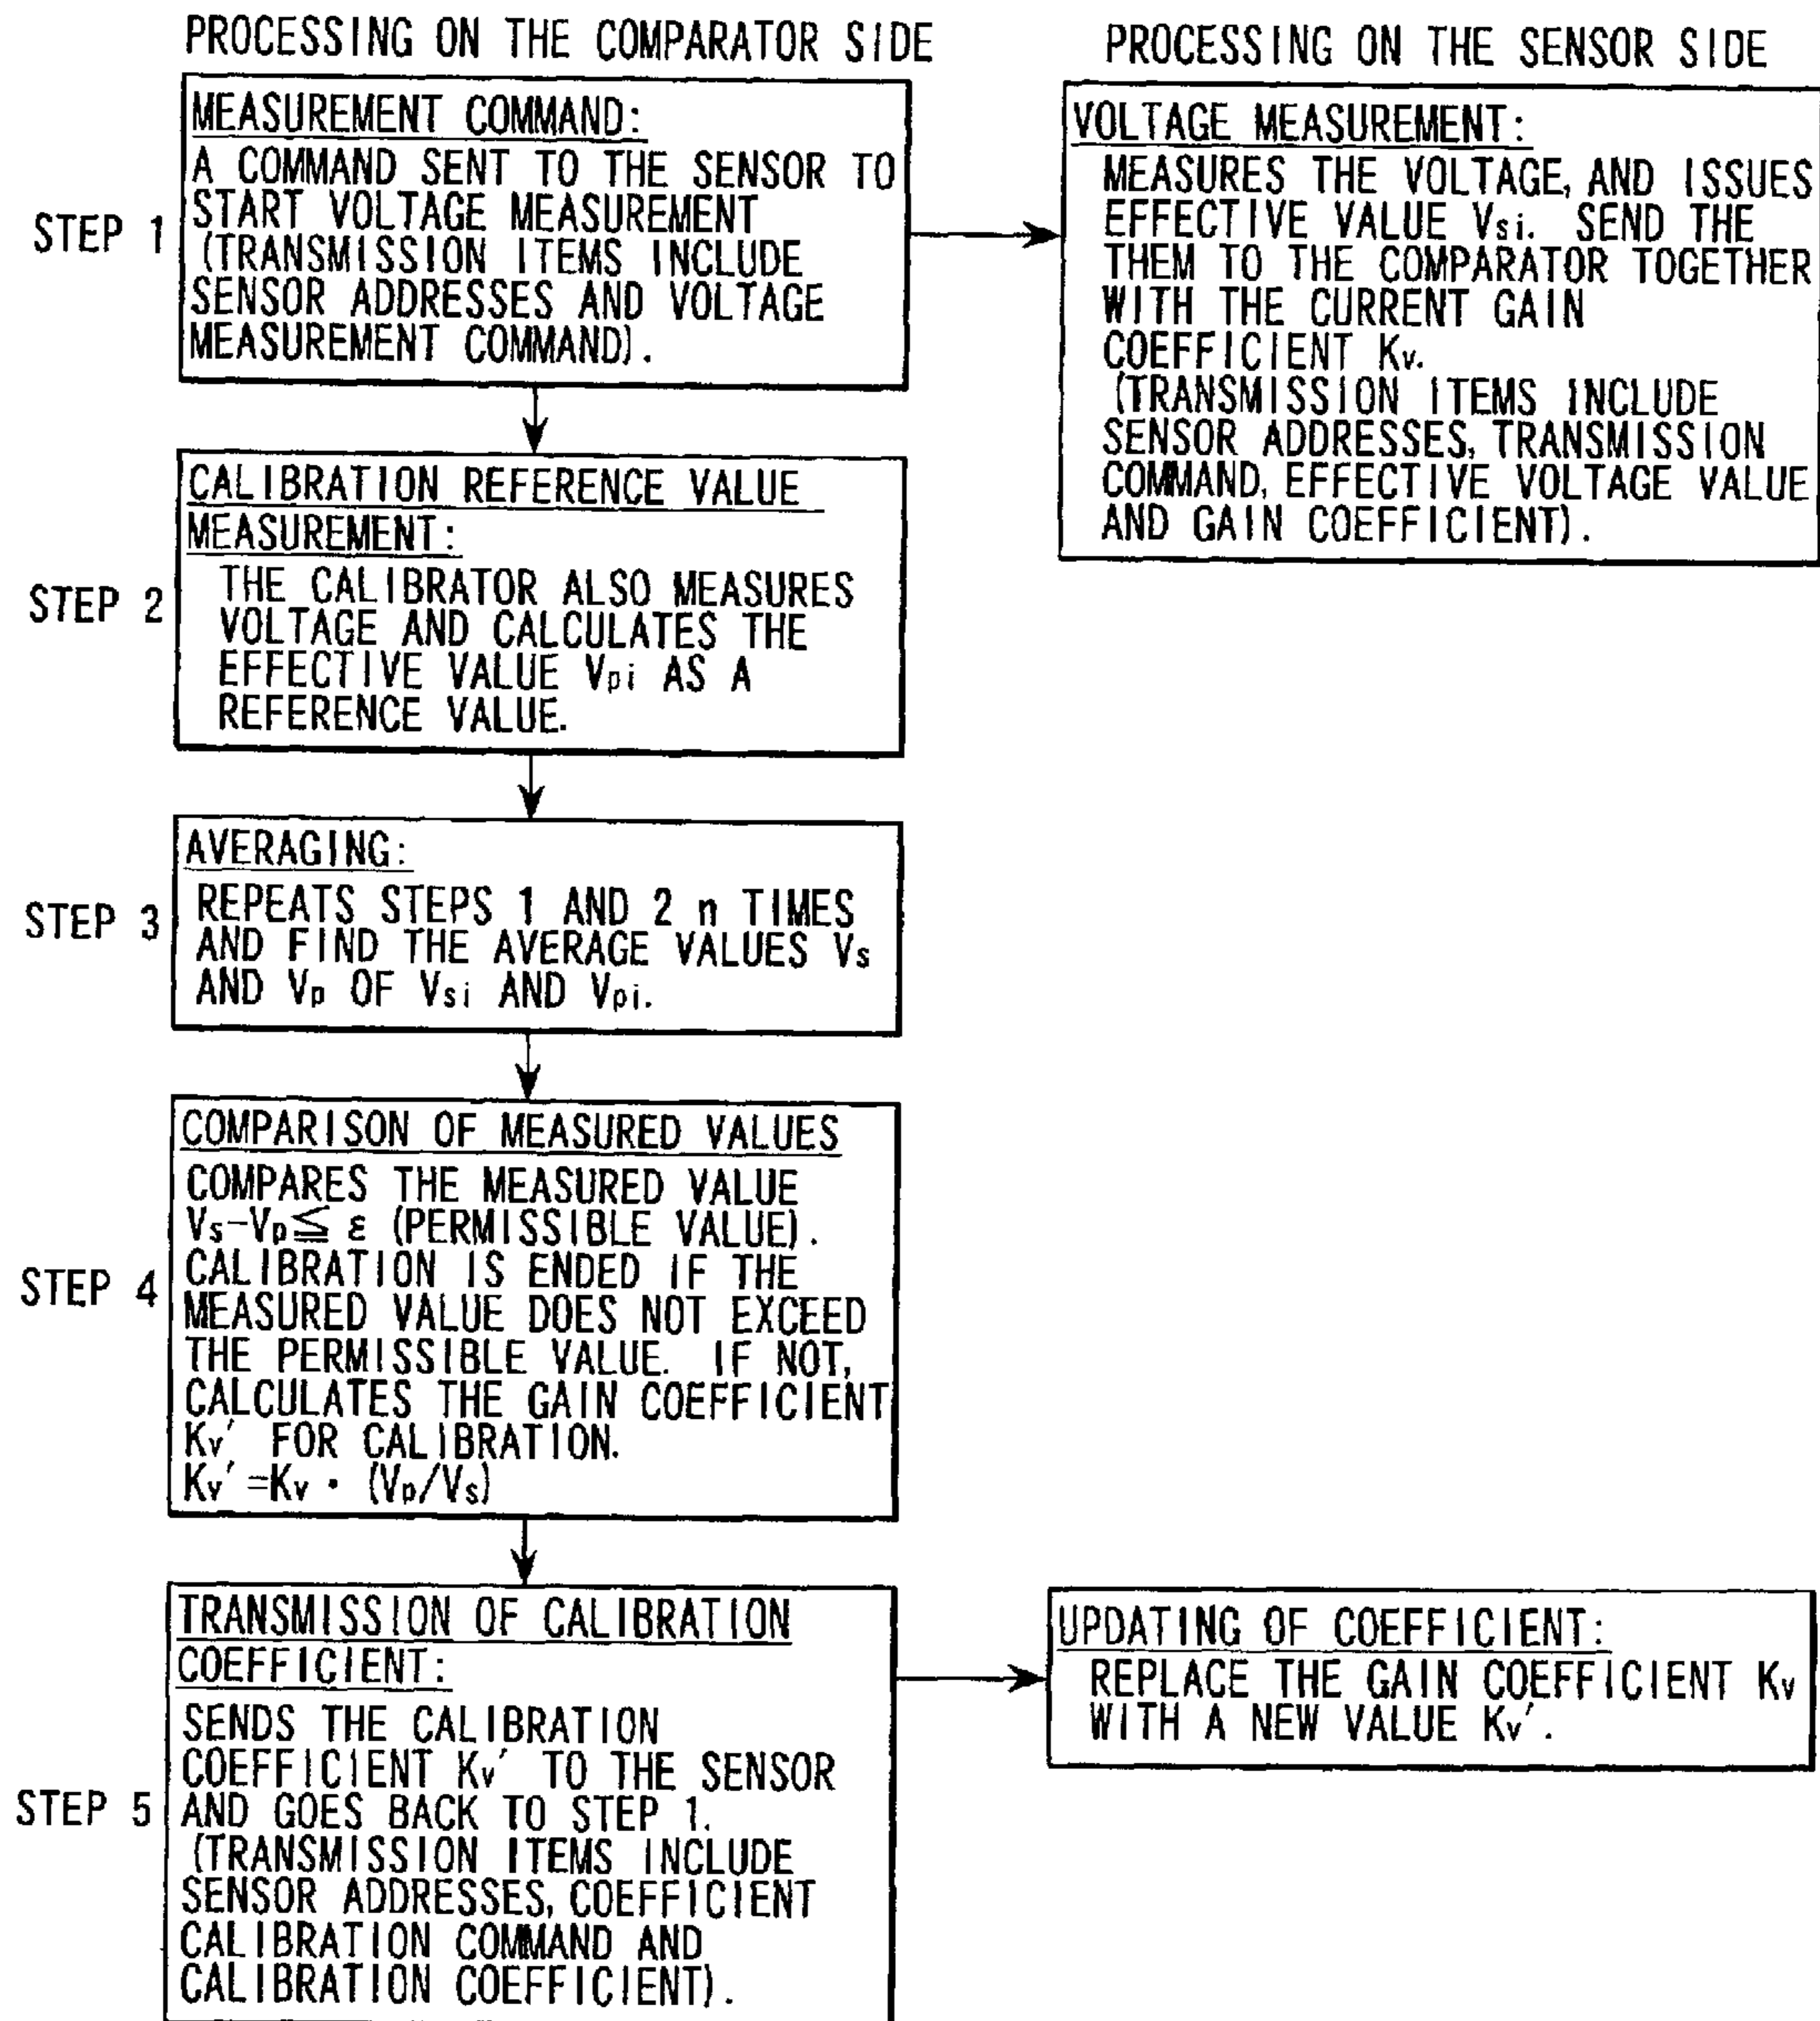 PROCESSING ON THE COMPARATOR SIDE
STEP 1
MEASUREMENT COMMAND:
A COMMAND SENT TO THE SENSOR TO
START VOLTAGE MEASUREMENT
(TRANSMISSION ITEMS INCLUDE
SENSOR ADDRESSES AND VOLTAGE
MEASUREMENT COMMAND).
PROCESSING ON THE SENSOR SIDE
VOLTAGE MEASUREMENT:
MEASURES THE VOLTAGE, AND ISSUES
EFFECTIVE VALUE Vsi. SEND THE
THEM TO THE COMPARATOR TOGETHER
WITH THE CURRENT GAIN
COEFFICIENT Kv.
(TRANSMISSION ITEMS INCLUDE
SENSOR ADDRESSES, TRANSMISSION
COMMAND, EFFECTIVE VOLTAGE VALUE
AND GAIN COEFFICIENT).
STEP 2
CALIBRATION REFERENCE VALUE
MEASUREMENT:
THE CALIBRATOR ALSO MEASURES
VOLTAGE AND CALCULATES THE
EFFECTIVE VALUE Vpi AS A
REFERENCE VALUE.
STEP 3
AVERAGING:
REPEATS STEPS 1 AND 2 n TIMES
AND FIND THE AVERAGE VALUES Vs
AND Vp OF Vsi AND Vpi.
STEP 4
COMPARISON OF MEASURED VALUES
COMPARES THE MEASURED VALUE
Vs-Vp≦ ε (PERMISSIBLE VALUE).
CALIBRATION IS ENDED IF THE
MEASURED VALUE DOES NOT EXCEED
THE PERMISSIBLE VALUE. IF NOT,
CALCULATES THE GAIN COEFFICIENT
Kv' FOR CALIBRATION.
Kv'=Kv · (Vp/Vs)
STEP 5
TRANSMISSION OF CALIBRATION
COEFFICIENT:
SENDS THE CALIBRATION
COEFFICIENT Kv' TO THE SENSOR
AND GOES BACK TO STEP 1.
(TRANSMISSION ITEMS INCLUDE
SENSOR ADDRESSES, COEFFICIENT
CALIBRATION COMMAND AND
CALIBRATION COEFFICIENT).
UPDATING OF COEFFICIENT:
REPLACE THE GAIN COEFFICIENT Kv
WITH A NEW VALUE Kv'.